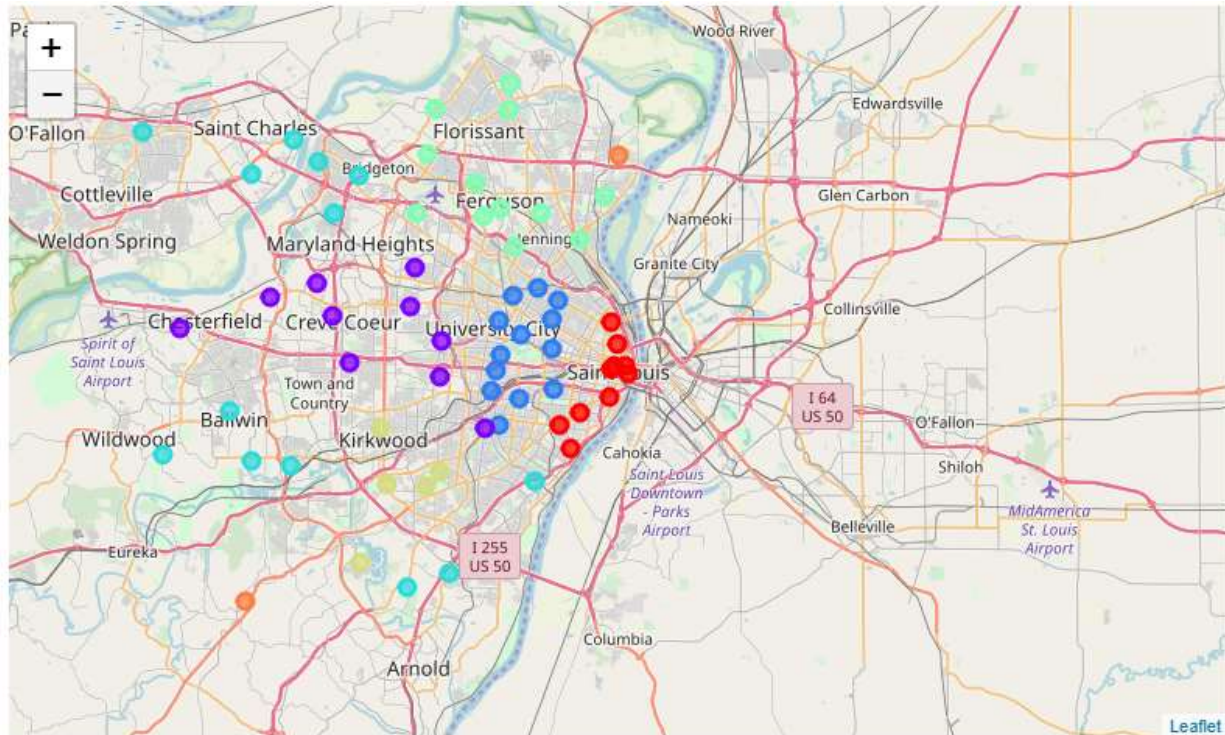 Wood River
+
−
Edwardsville
O'Fallon
Saint Charles
Florissant
Bridgeton
Cottleville
Ferguson
Glen Carbon
Nameoki
Weldon Spring
Maryland Heights
Jennings
Granite City
Collinsville
Chesterfield
Creve Coeur
University City
Spirit of
Saint Louis
Airport
Saint Louis
Town and
Country
I 64
US 50
Ballwin
O'Fallon
Wildwood
Kirkwood
Cahokia
Shiloh
Saint Louis
Downtown
- Parks
Airport
MidAmerica
St. Louis
Airport
Belleville
Eureka
I 255
US 50
Columbia
Arnold
Leaflet